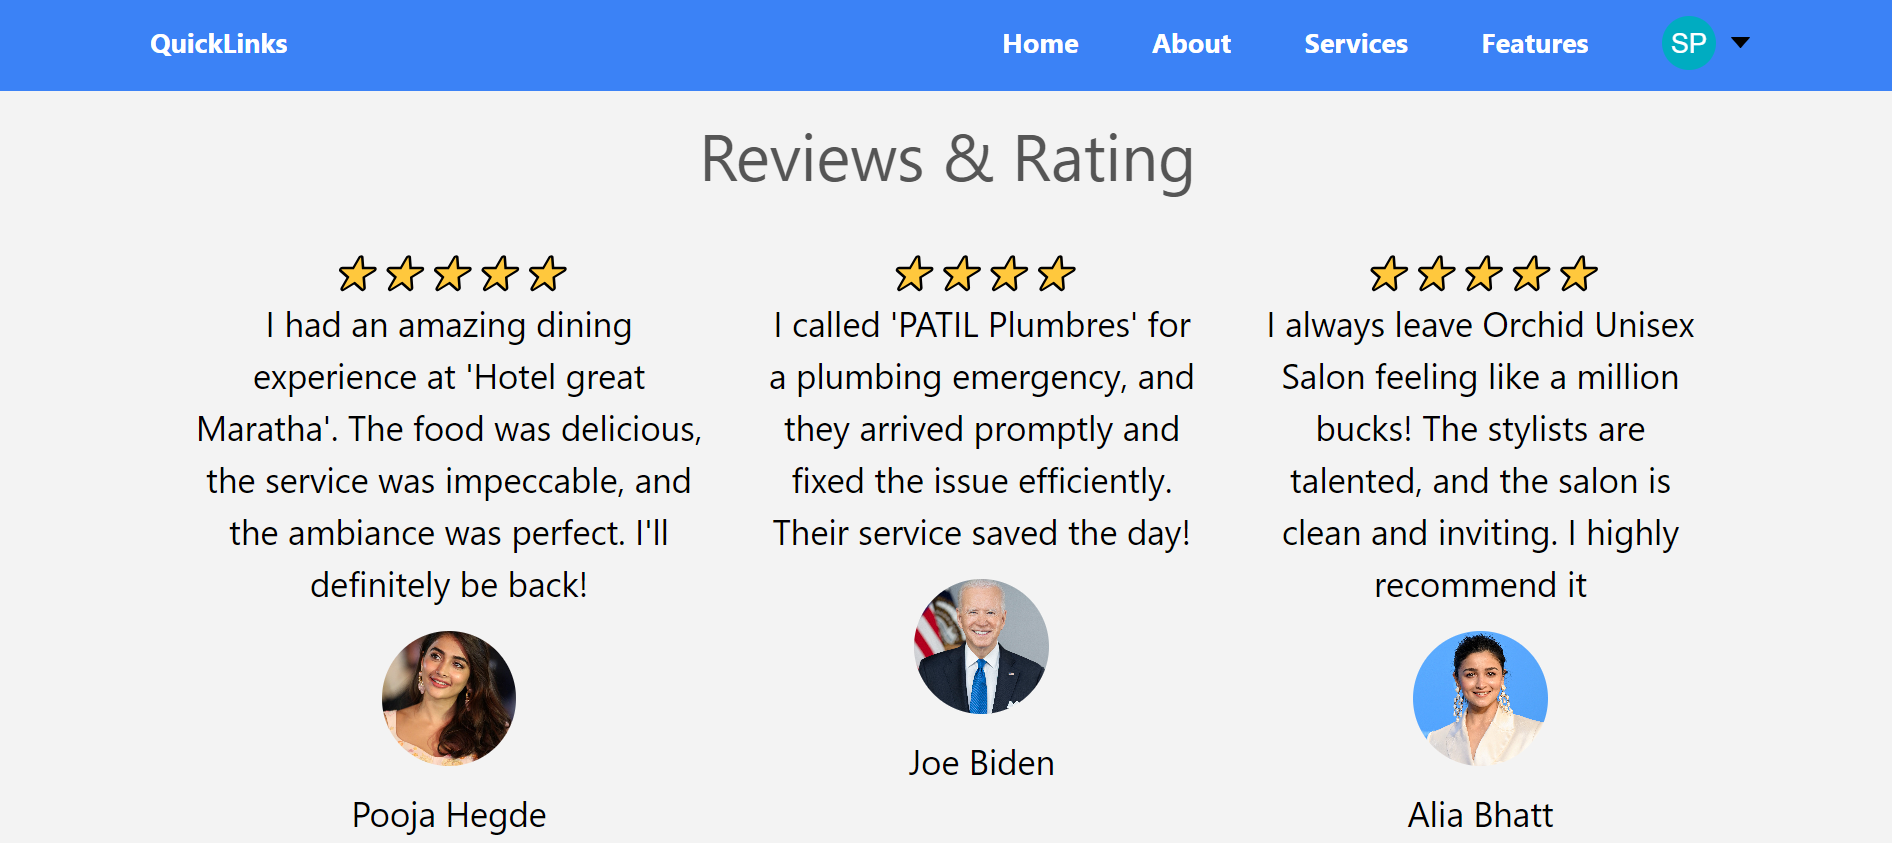 QuickLinks Home About Services Features SP
Reviews & Rating
I had an amazing dining
experience at 'Hotel great
Maratha'. The food was delicious,
the service was impeccable, and
the ambiance was perfect. I'll
definitely be back!
Pooja Hegde
I called 'PATIL Plumbres' for
a plumbing emergency, and
they arrived promptly and
fixed the issue efficiently.
Their service saved the day!
Joe Biden
I always leave Orchid Unisex
Salon feeling like a million
bucks! The stylists are
talented, and the salon is
clean and inviting. I highly
recommend it
Alia Bhatt